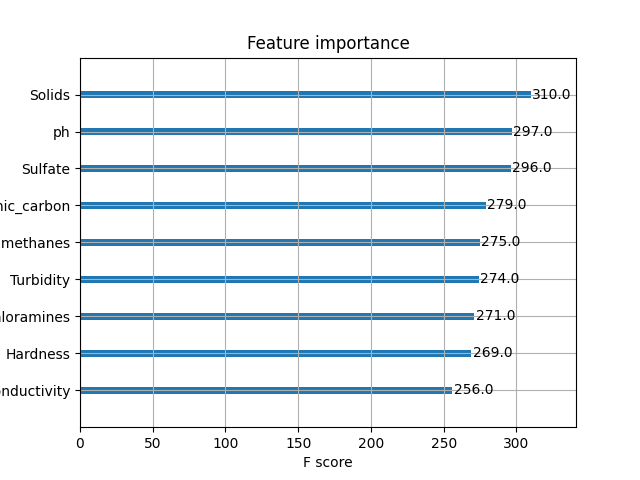 Feature importance
Solids 310.0
ph 297.0
Sulfate 296.0
nic_carbon 279.0
methanes 275.0
Turbidity 274.0
loramines 271.0
Hardness 269.0
nductivity 256.0
0 50 100 150 200 250 300
F score